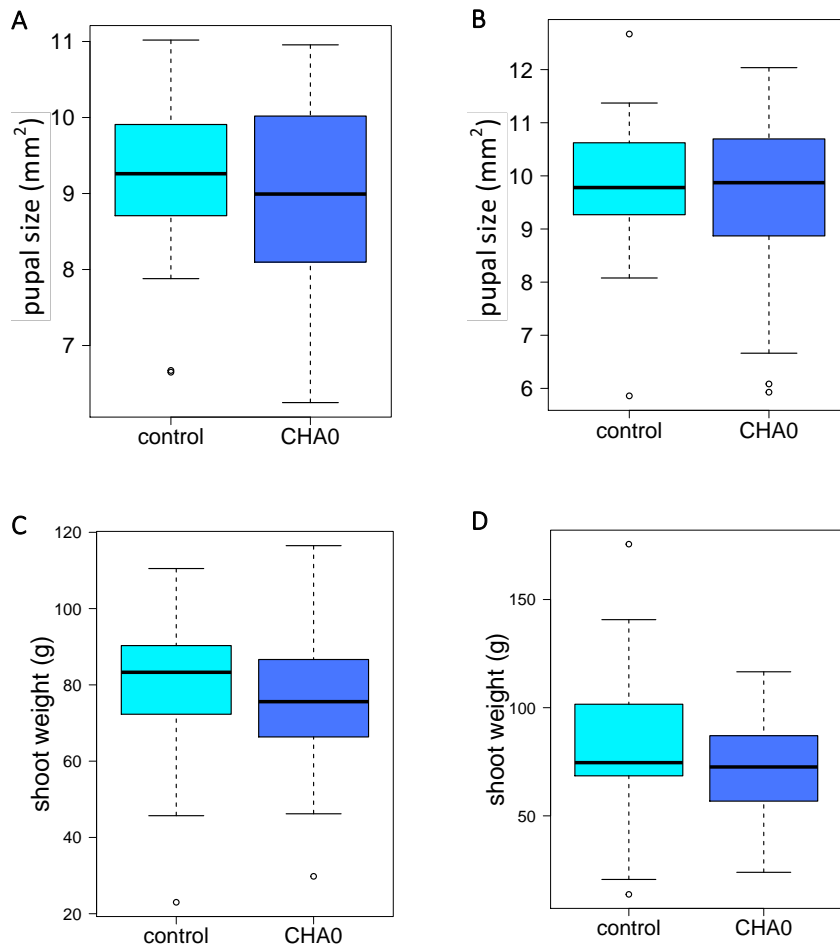 A
pupal size (mm²)
11
10
9
8
7
control CHA0
B
pupal size (mm²)
12
11
10
9
8
7
6
control CHA0
C
shoot weight (g)
120
100
80
60
40
20
control CHA0
D
shoot weight (g)
150
100
50
control CHA0